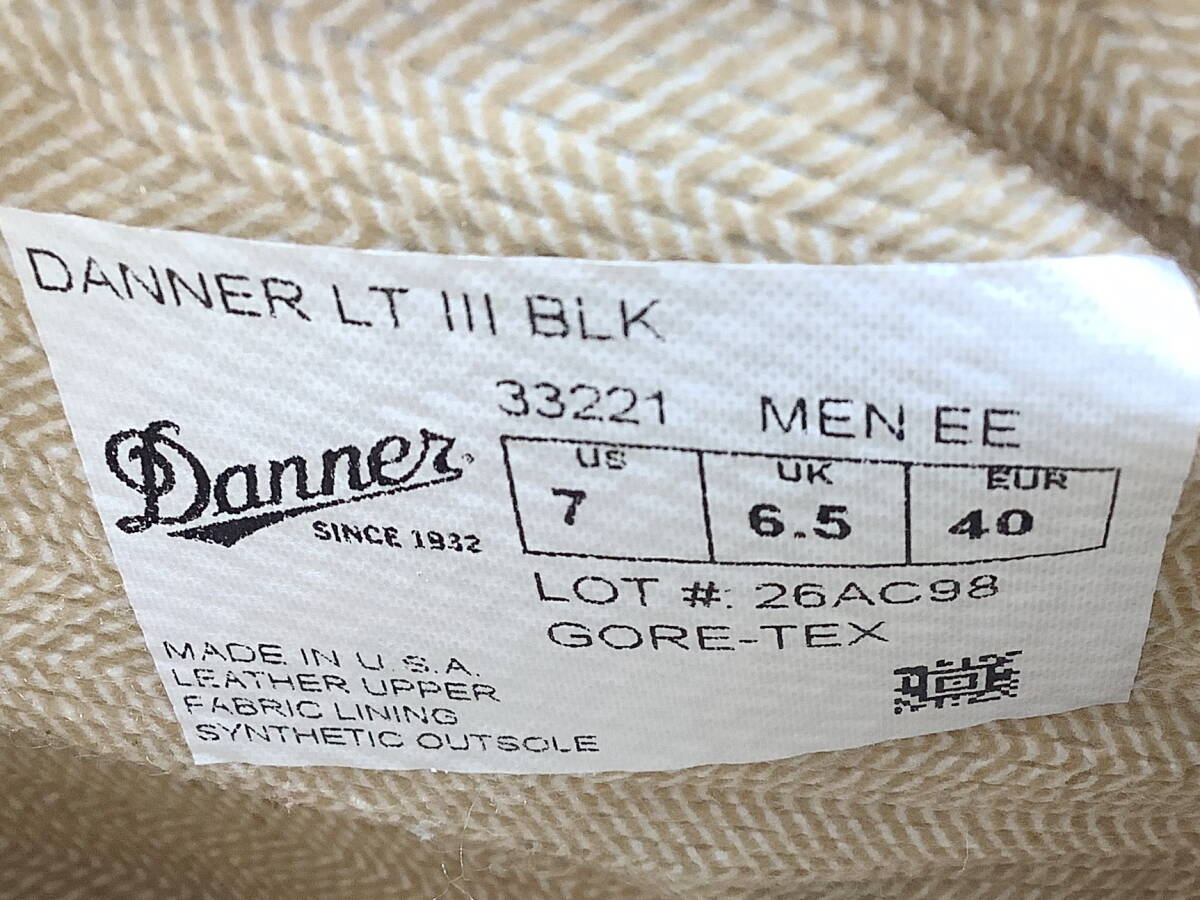 DANNER LT III BLK
33221 MEN EE
Danner
SINCE 1932
US UK EUR
7 6.5 40
LOT #: 26AC98
GORE-TEX
MADE IN U.S.A.
LEATHER UPPER
FABRIC LINING
SYNTHETIC OUTSOLE